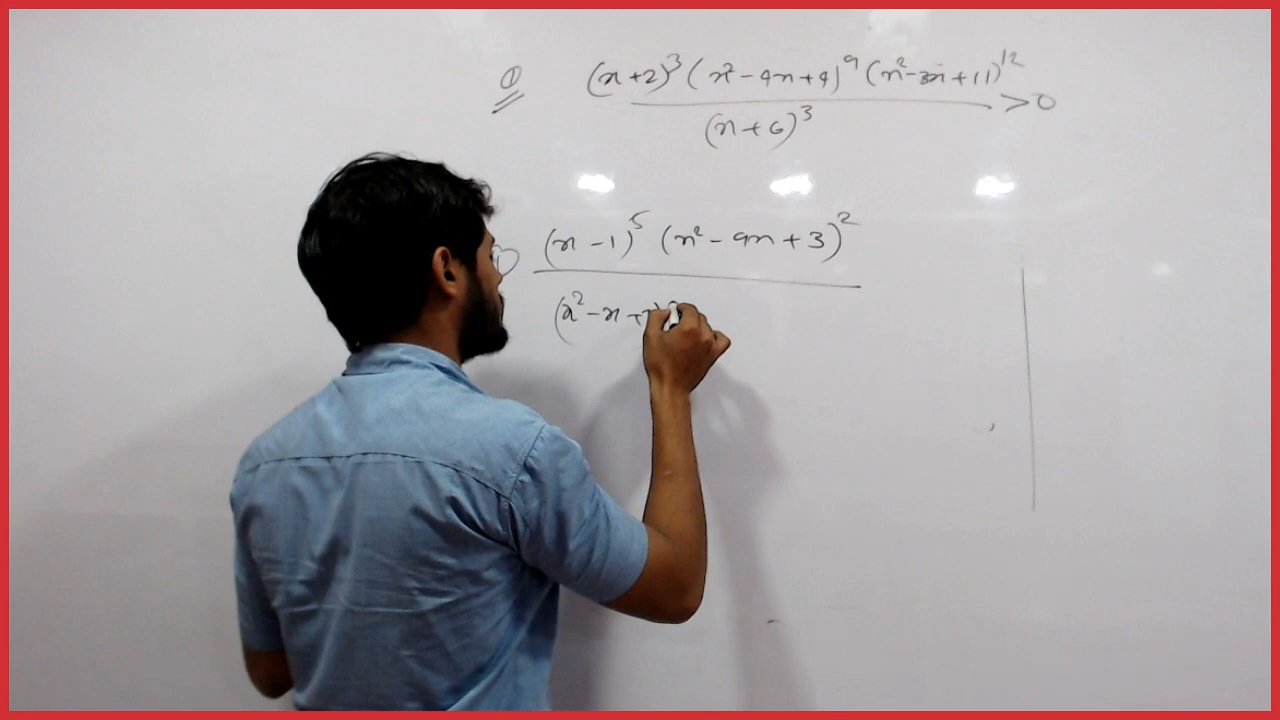 ① (x+2)³ (x²-4x+4)⁹ (x²-3x+11)¹² > 0
(x+6)³
(x-1)⁵ (x²-4x+3)²
(x²-x+